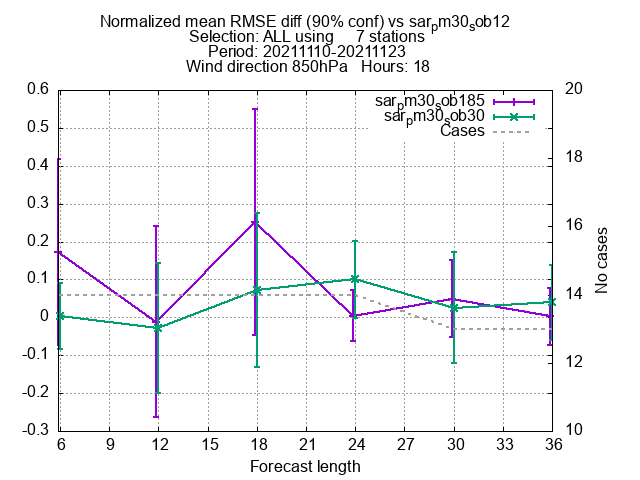 Normalized mean RMSE diff (90% conf) vs sarpm30sob12
Selection: ALL using 7 stations
Period: 20211110-20211123
Wind direction 850hPa Hours: 18
sarpm30sob185
sarpm30sob30
Cases
0.6
0.5
0.4
0.3
0.2
0.1
0
-0.1
-0.2
-0.3
20
18
16
14
12
10
No cases
6 9 12 15 18 21 24 27 30 33 36
Forecast length